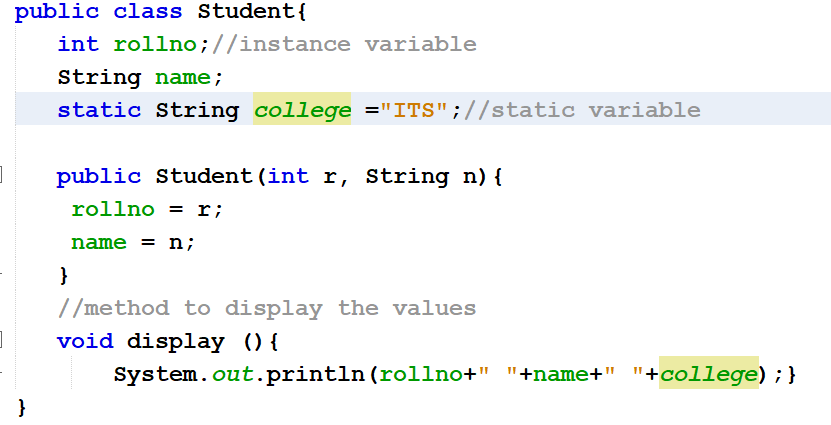 public class Student{
int rollno;//instance variable
String name;
static String college ="ITS";//static variable
public Student(int r, String n){
rollno = r;
name = n;
}
//method to display the values
void display (){
System.out.println(rollno+" "+name+" "+college);}
}